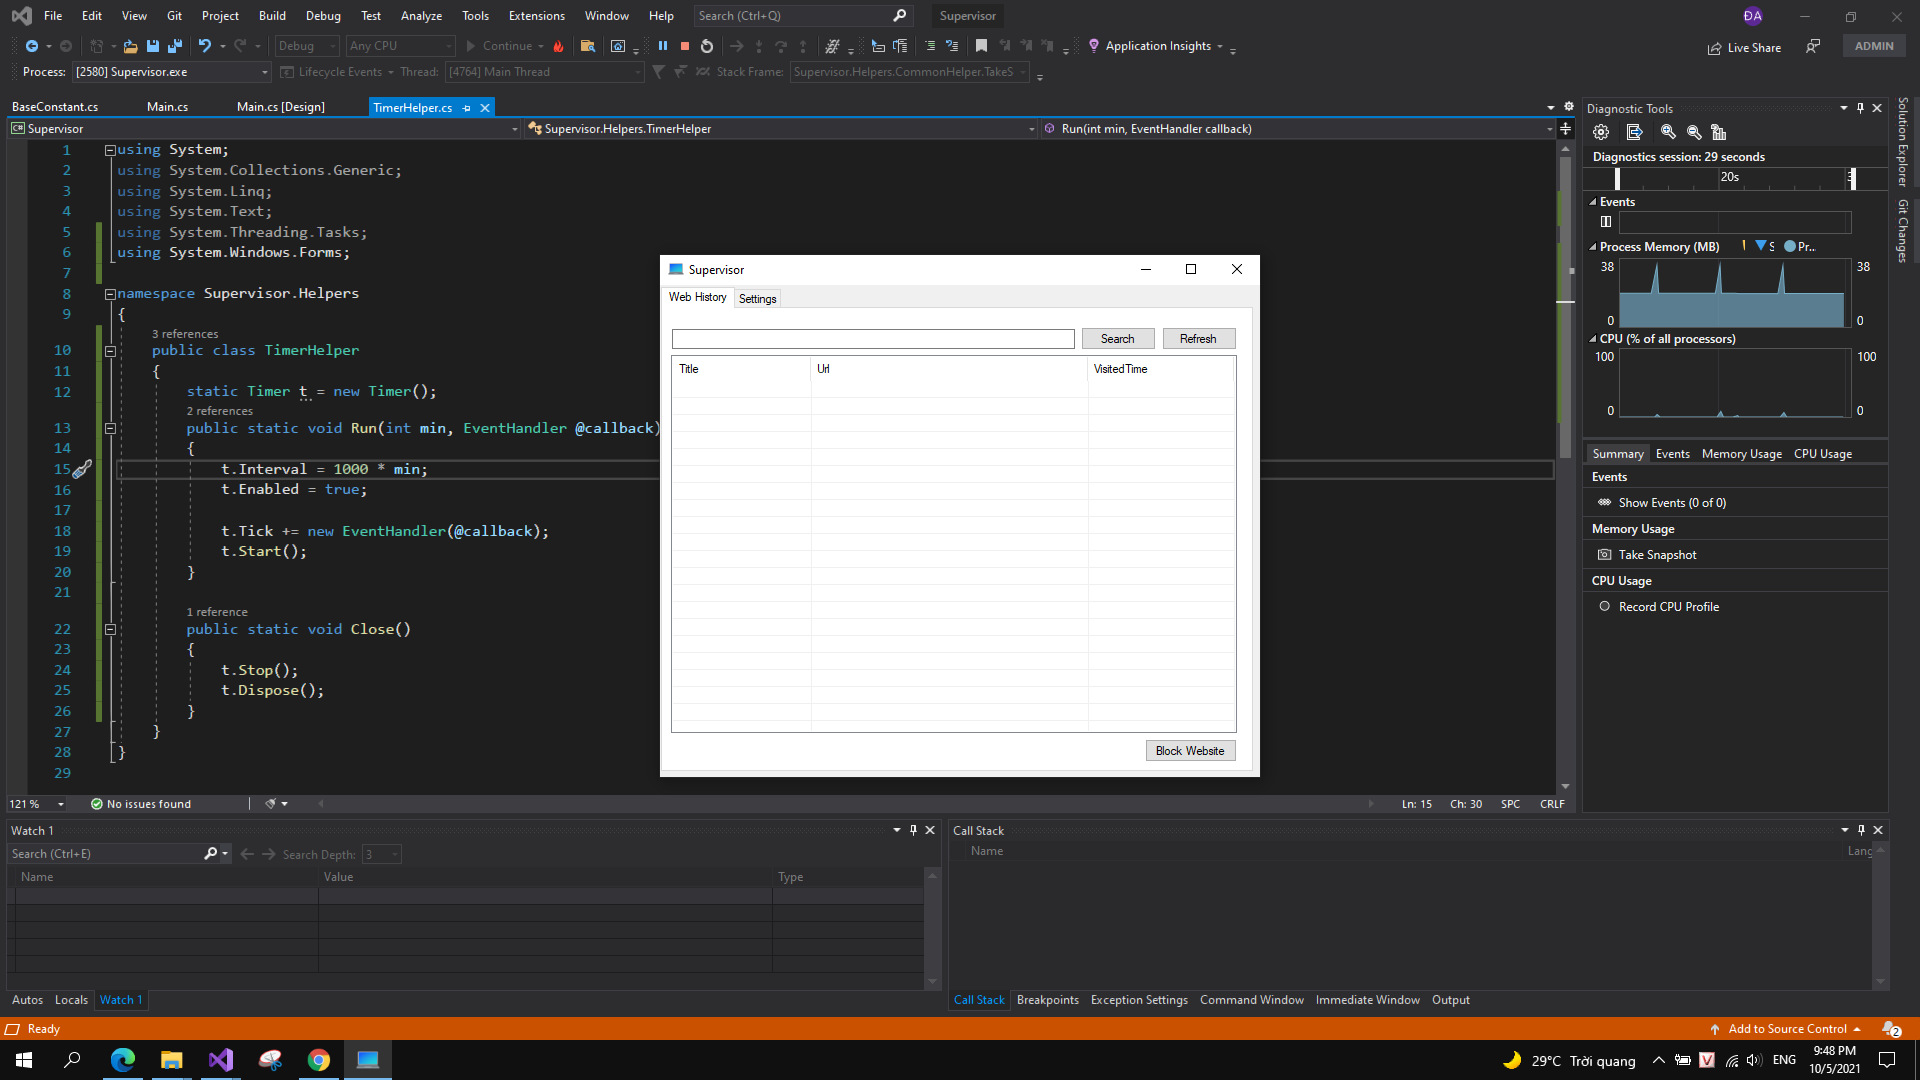 File Edit View Git Project Build Debug Test Analyze Tools Extensions Window Help Search (Ctrl+Q) Supervisor ĐA
Debug Any CPU Continue Application Insights Live Share ADMIN
Process: [2580] Supervisor.exe Lifecycle Events Thread: [4764] Main Thread Stack Frame: Supervisor.Helpers.CommonHelper.TakeS
BaseConstant.cs Main.cs Main.cs [Design] TimerHelper.cs
Supervisor Supervisor.Helpers.TimerHelper Run(int min, EventHandler callback)
1 using System;
2 using System.Collections.Generic;
3 using System.Linq;
4 using System.Text;
5 using System.Threading.Tasks;
6 using System.Windows.Forms;
7
8 namespace Supervisor.Helpers
9 {
3 references
10 public class TimerHelper
11 {
12 static Timer t = new Timer();
2 references
13 public static void Run(int min, EventHandler @callback)
14 {
15 t.Interval = 1000 * min;
16 t.Enabled = true;
17
18 t.Tick += new EventHandler(@callback);
19 t.Start();
20 }
21
1 reference
22 public static void Close()
23 {
24 t.Stop();
25 t.Dispose();
26 }
27 }
28 }
29
121 % No issues found Ln: 15 Ch: 30 SPC CRLF
Supervisor
Web History Settings
Search Refresh
Title Url VisitedTime
Block Website
Diagnostic Tools
Diagnostics session: 29 seconds
20s 3
Events
Process Memory (MB) S Pr...
38 38
0 0
CPU (% of all processors)
100 100
0 0
Summary Events Memory Usage CPU Usage
Events
Show Events (0 of 0)
Memory Usage
Take Snapshot
CPU Usage
Record CPU Profile
Solution Explorer
Git Changes
Watch 1
Search (Ctrl+E) Search Depth: 3
Name Value Type
Autos Locals Watch 1
Call Stack
Name Lang
Call Stack Breakpoints Exception Settings Command Window Immediate Window Output
Ready Add to Source Control 2
29°C Trời quang V ENG 9:48 PM
10/5/2021